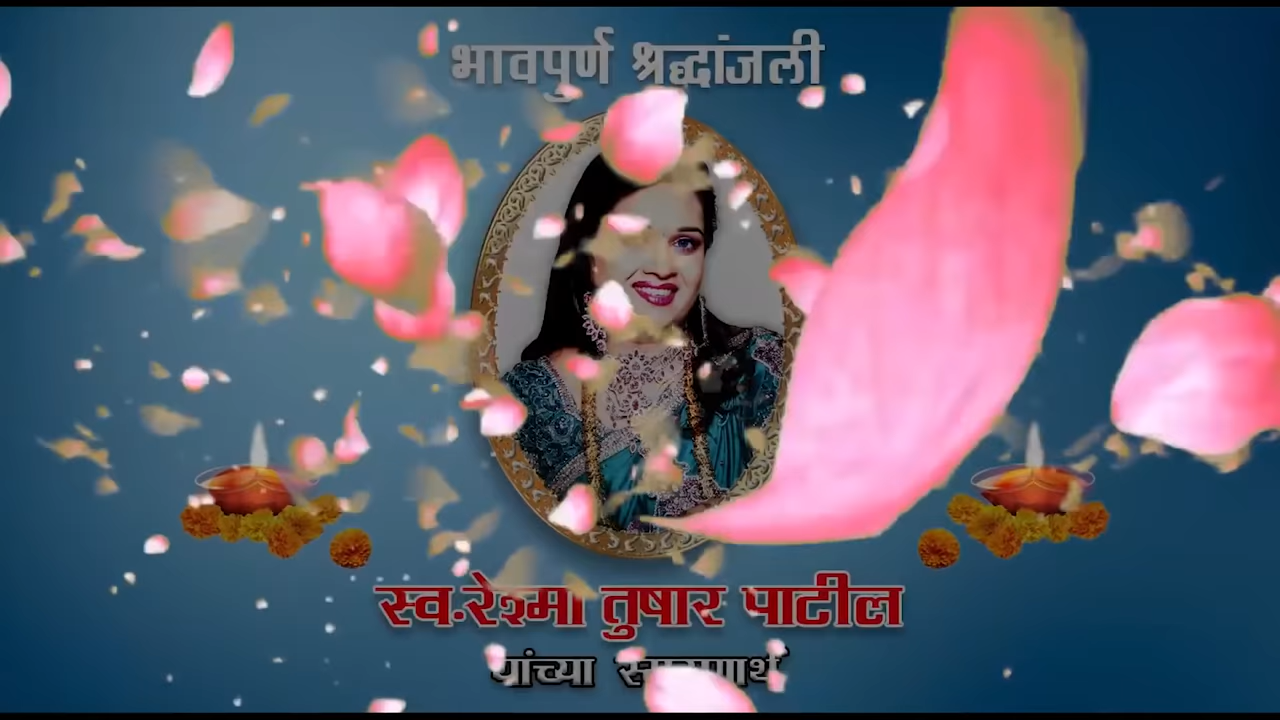 भावपुर्ण श्रद्धांजली
स्व.रेश्मा तुषार पाटील
यांच्या